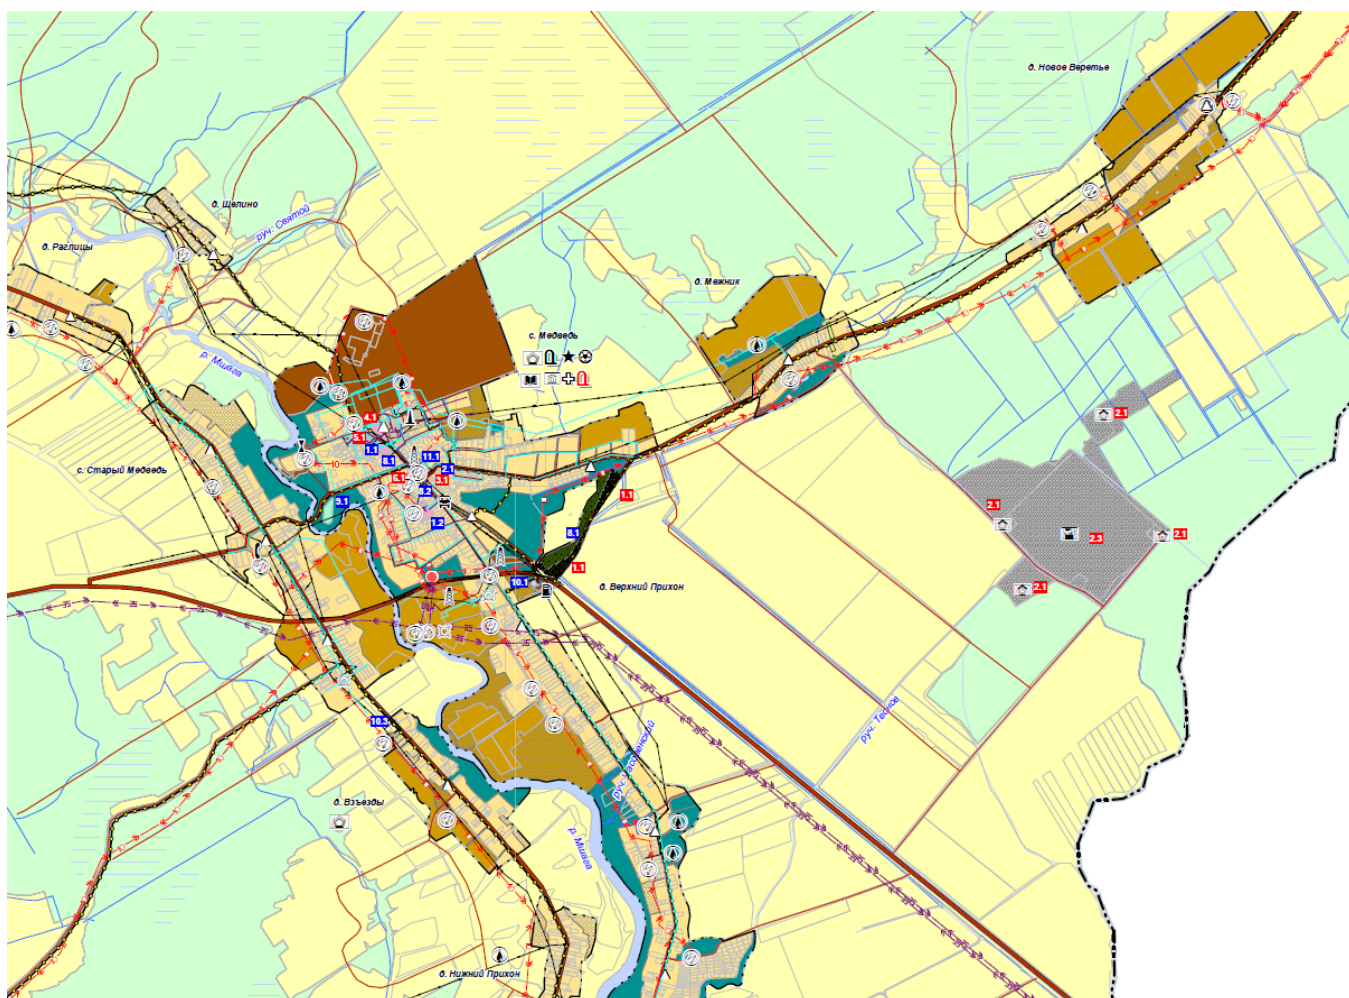 д. Новое Веретье
д. Щелино
руч. Святой
д. Раглицы
д. Межник
с. Медведь
р. Мшага
4.1
5.1
1.1
8.1
11.1
2.1
6.1
3.1
8.2
9.1
1.2
с. Старый Медведь
1.1
8.1
1.1
10.1
д. Верхний Прихон
2.1
2.1
2.3
2.1
2.1
руч. Теснов
10.3
д. Взъезды
р. Мшага
д. Нижний Прихон